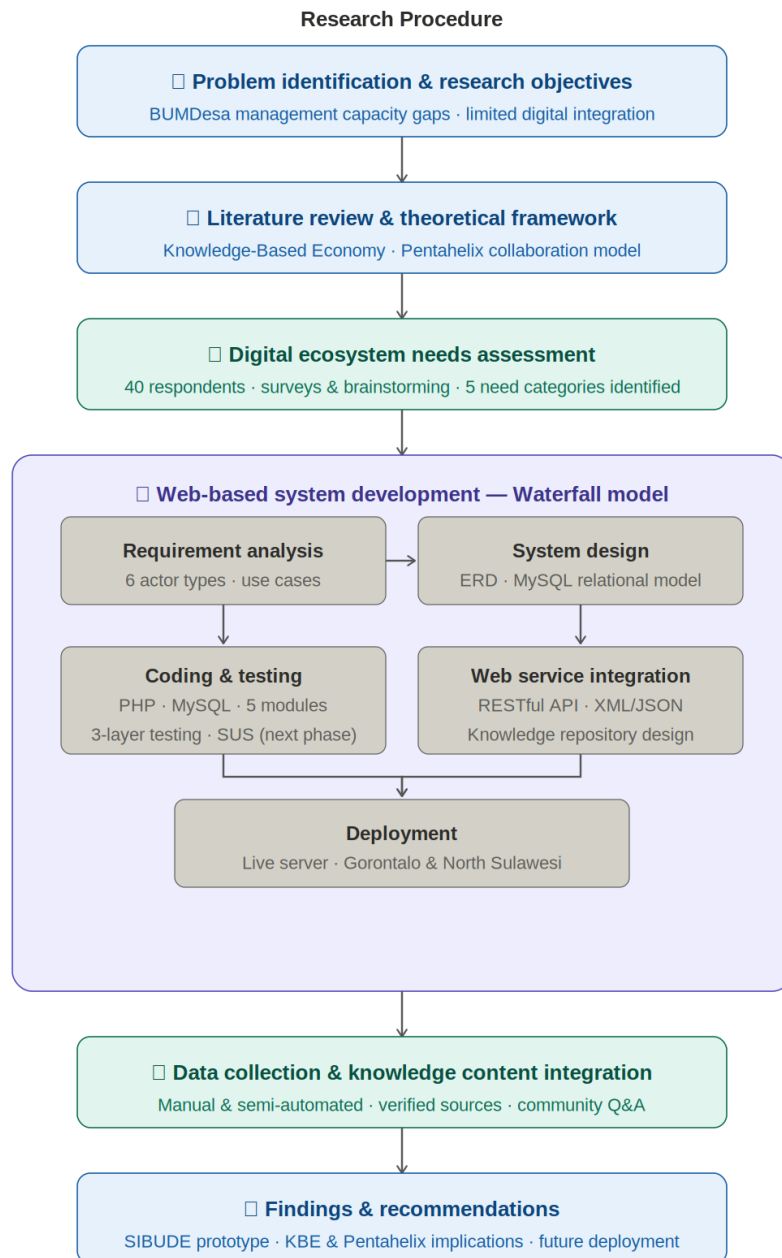 Research Procedure
Problem identification & research objectives
BUMDesa management capacity gaps · limited digital integration
Literature review & theoretical framework
Knowledge-Based Economy · Pentahelix collaboration model
Digital ecosystem needs assessment
40 respondents · surveys & brainstorming · 5 need categories identified
Web-based system development — Waterfall model
Requirement analysis
6 actor types · use cases
System design
ERD · MySQL relational model
Coding & testing
PHP · MySQL · 5 modules
3-layer testing · SUS (next phase)
Web service integration
RESTful API · XML/JSON
Knowledge repository design
Deployment
Live server · Gorontalo & North Sulawesi
Data collection & knowledge content integration
Manual & semi-automated · verified sources · community Q&A
Findings & recommendations
SIBUDE prototype · KBE & Pentahelix implications · future deployment